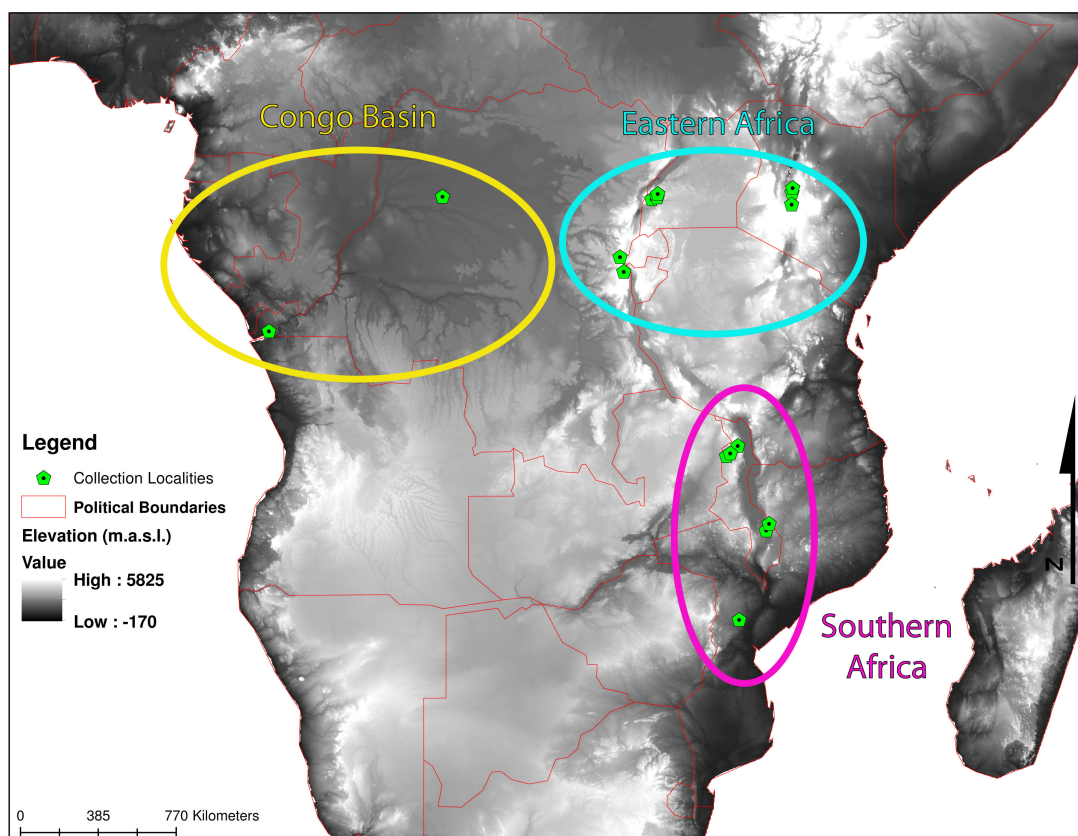 Congo Basin
Eastern Africa
Legend
Collection Localities
Political Boundaries
Elevation (m.a.s.l.)
Value
High : 5825
Low : -170
Southern
Africa
N
0 385 770 Kilometers